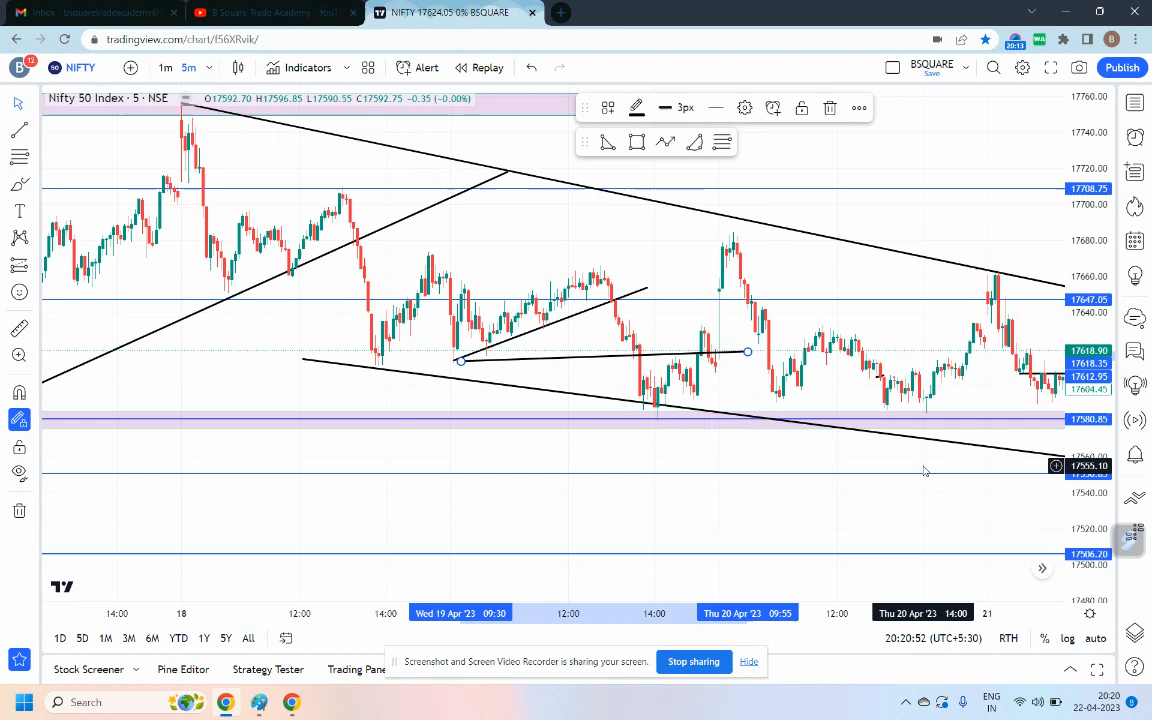 Inbox - bsquaretradeacademy@
B Square Trade Academy - YouT
NIFTY 17624.05 0% BSQUARE
tradingview.com/chart/f56XRvik/
20:13
WA
B
B
12
NIFTY
1m 5m
Indicators
Alert
Replay
BSQUARE
Save
Publish
Nifty 50 Index · 5 · NSE
O17592.70 H17596.85 L17590.55 C17592.75 -0.35 (-0.00%)
3px
17760.00
17740.00
17720.00
17708.75
17700.00
17680.00
17660.00
17647.05
17640.00
17618.90
17618.35
17612.95
17604.45
17580.85
17555.10
17540.00
17520.00
17506.20
17500.00
17480.00
14:00
18
12:00
14:00
Wed 19 Apr '23 09:30
12:00
14:00
Thu 20 Apr '23 09:55
12:00
Thu 20 Apr '23 14:00
21
1D 5D 1M 3M 6M YTD 1Y 5Y All
20:20:52 (UTC+5:30)
RTH
% log auto
Stock Screener
Pine Editor
Strategy Tester
Trading Pane
Screenshot and Screen Video Recorder is sharing your screen.
Stop sharing
Hide
Search
ENG
IN
20:20
22-04-2023